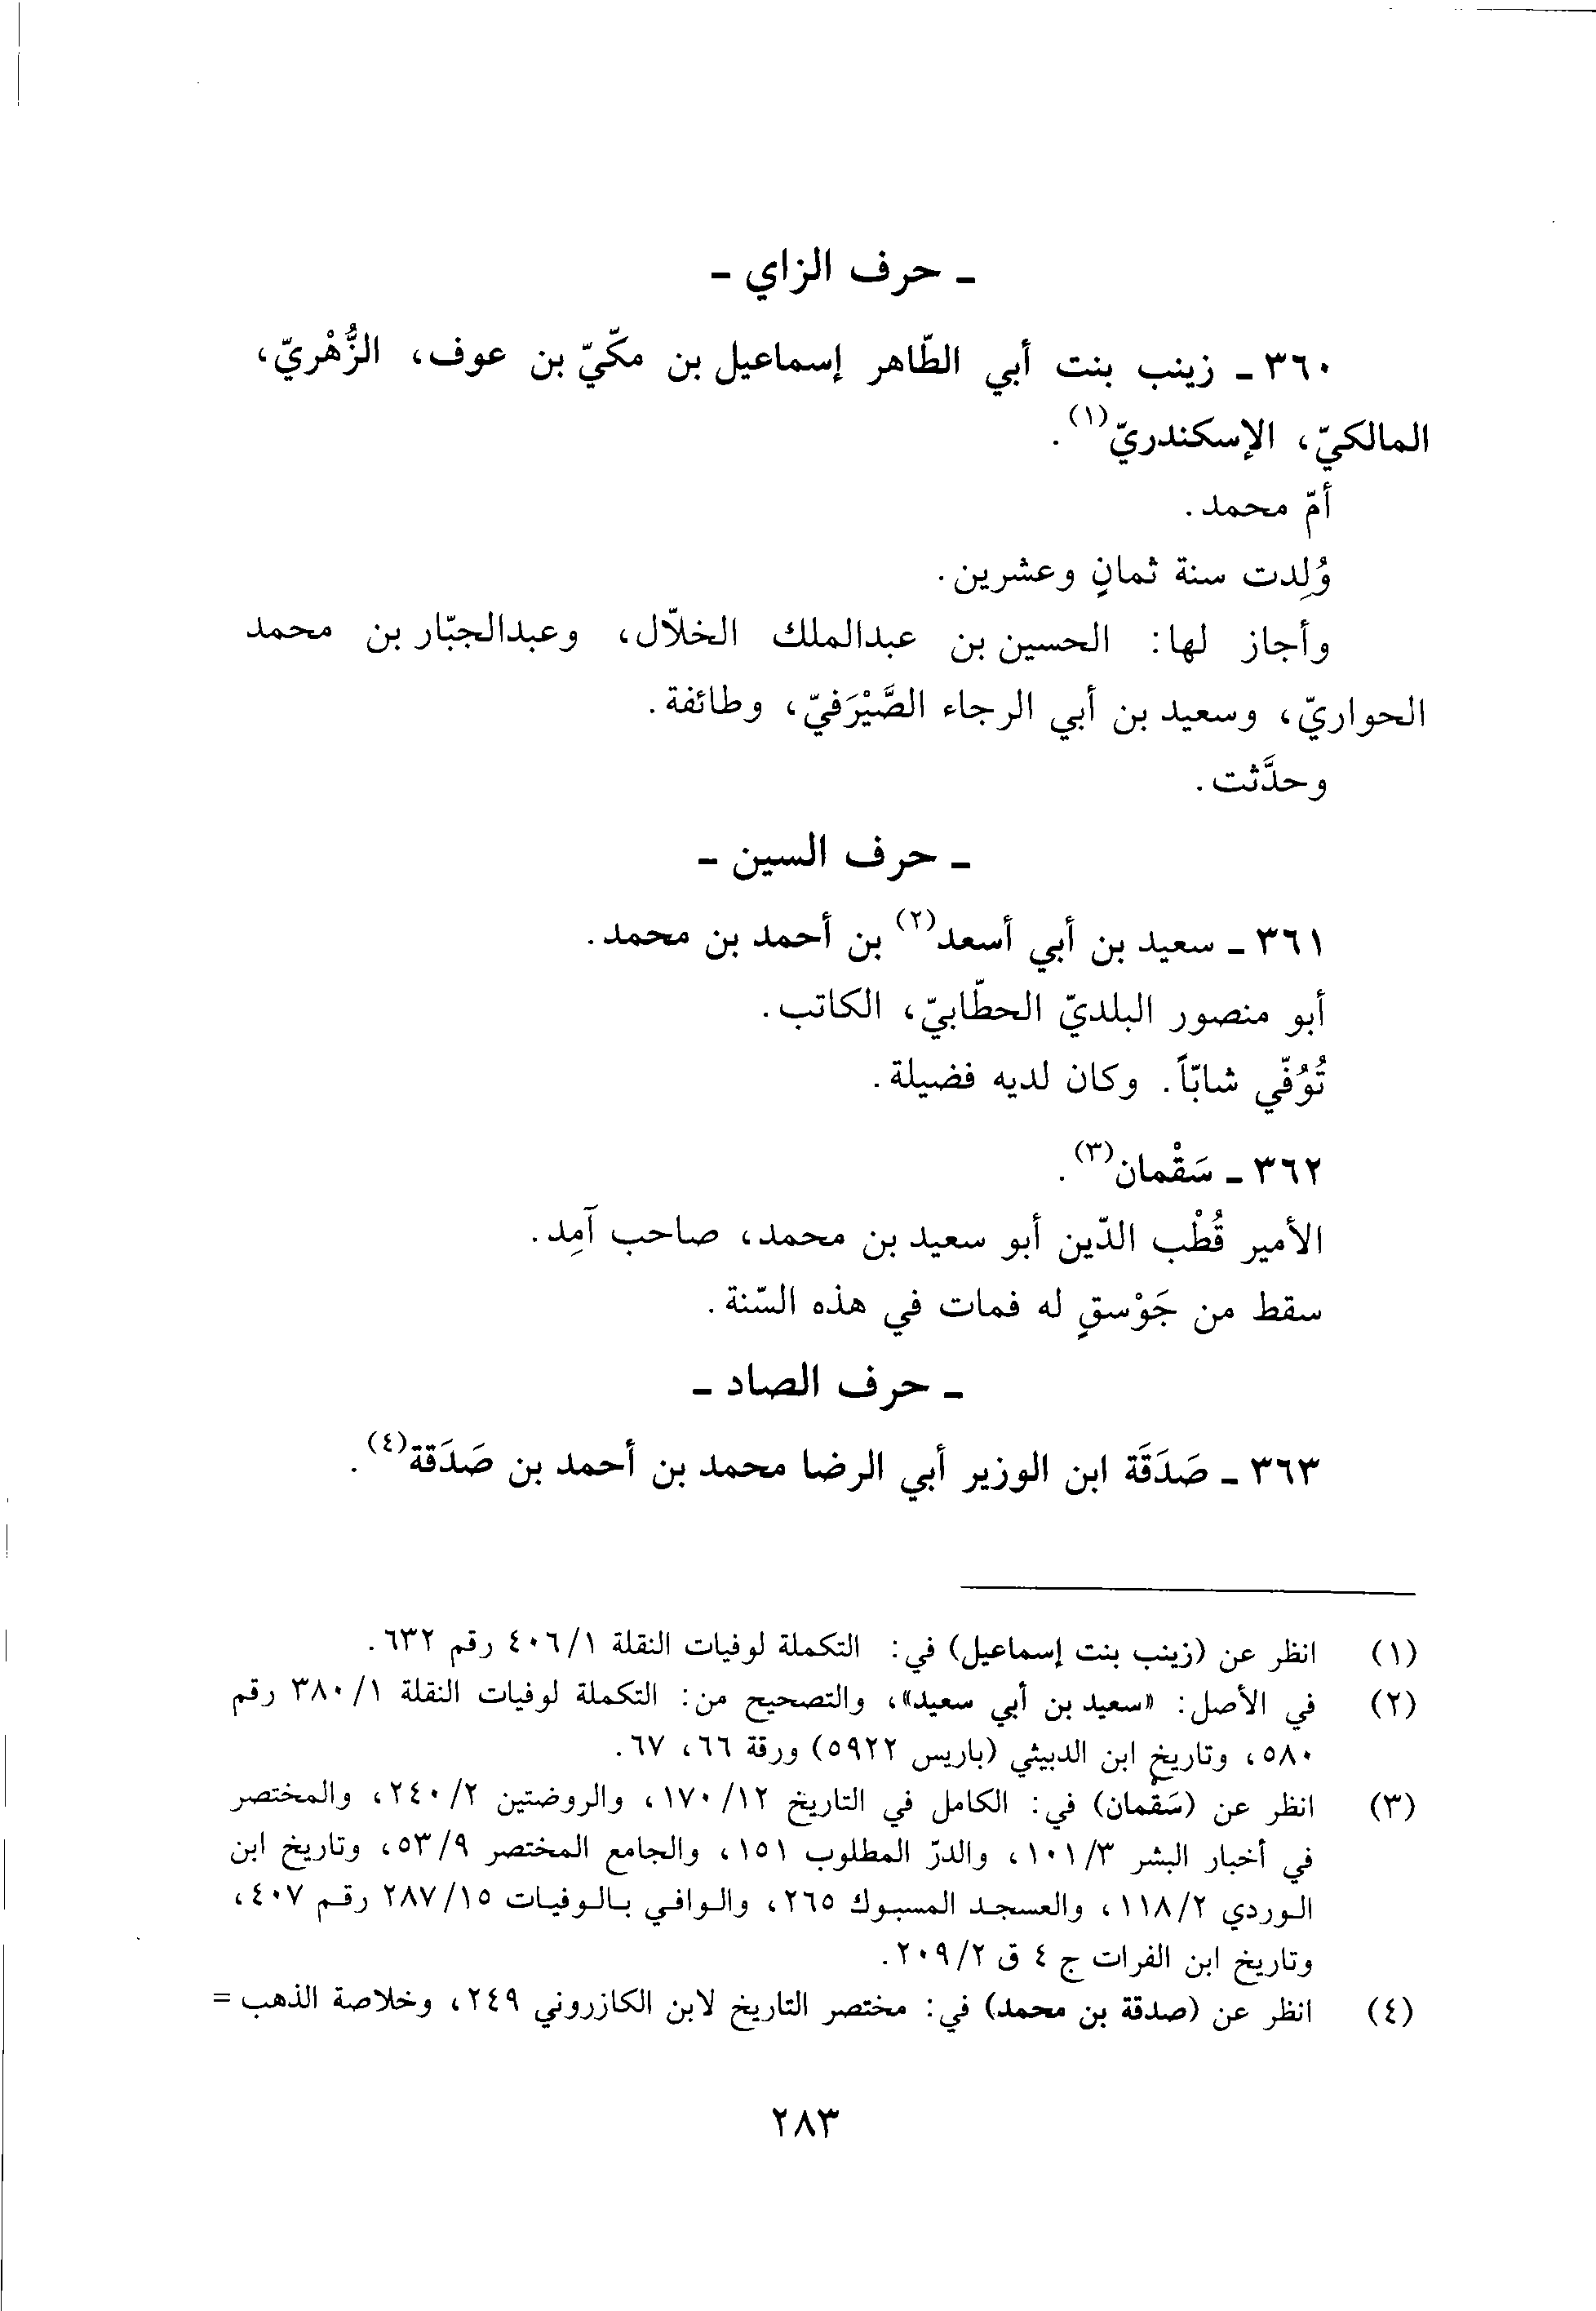 ـ حرف الزاي ـ
٣٦٠ ـ زينب بنت أبي الطّاهر إسماعيل بن مكّيّ بن عوف، الزُّهْريّ،
المالكيّ، الإسكندريّ(١).
أمّ محمد.
وُلِدت سنة ثمانٍ وعشرين.
وأجاز لها: الحسين بن عبدالملك الخلاّل، وعبدالجبّار بن محمد
الحواريّ، وسعيد بن أبي الرجاء الصَّيْرَفيّ، وطائفة.
وحدَّثت.
ـ حرف السين ـ
٣٦١ ـ سعيد بن أبي أسعد(٢) بن أحمد بن محمد.
أبو منصور البلديّ الحطّابيّ، الكاتب.
تُوُفّي شابّاً. وكان لديه فضيلة.
٣٦٢ ـ سَقْمان(٣).
الأمير قُطْب الدّين أبو سعيد بن محمد، صاحب آمِد.
سقط من جَوْسقٍ له فمات في هذه السّنة.
ـ حرف الصاد ـ
٣٦٣ ـ صَدَقَة ابن الوزير أبي الرضا محمد بن أحمد بن صَدَقة(٤).
(١) انظر عن (زينب بنت إسماعيل) في: التكملة لوفيات النقلة ٤٠٦/١ رقم ٦٣٢.
(٢) في الأصل: «سعيد بن أبي سعيد»، والتصحيح من: التكملة لوفيات النقلة ٣٨٠/١ رقم
٥٨٠، وتاريخ ابن الدبيثي (باريس ٥٩٢٢) ورقة ٦٦، ٦٧.
(٣) انظر عن (سَقْمان) في: الكامل في التاريخ ١٧٠/١٢، والروضتين ٢٤٠/٢، والمختصر
في أخبار البشر ١٠١/٣، والدرّ المطلوب ١٥١، والجامع المختصر ٥٣/٩، وتاريخ ابن
الوردي ١١٨/٢، والعسجد المسبوك ٢٦٥، والوافي بالوفيات ٢٨٧/١٥ رقم ٤٠٧،
وتاريخ ابن الفرات ج ٤ ق ٢٠٩/٢.
(٤) انظر عن (صدقة بن محمد) في: مختصر التاريخ لابن الكازروني ٢٤٩، وخلاصة الذهب =
٢٨٣